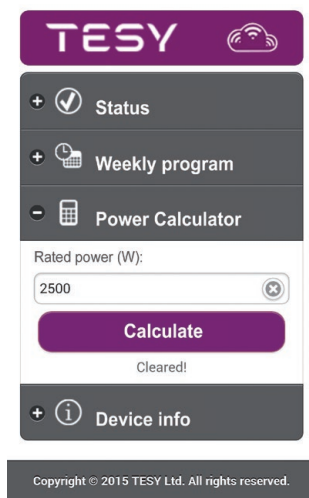 TESY
Status
Weekly program
Power Calculator
Rated power (W):
2500
Calculate
Cleared!
Device info
Copyright © 2015 TESY Ltd. All rights reserved.